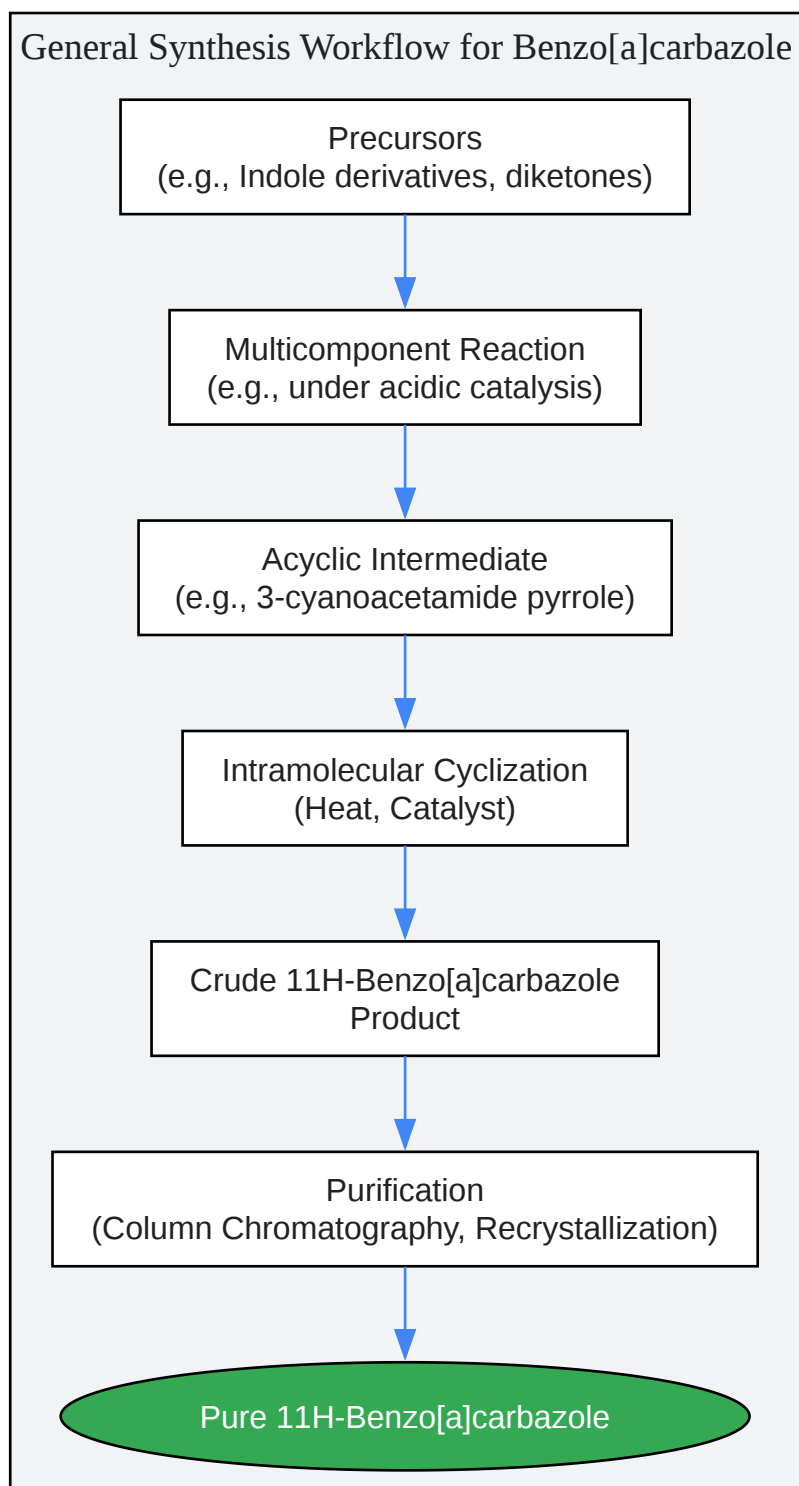 General Synthesis Workflow for Benzo[a]carbazole
Precursors
(e.g., Indole derivatives, diketones)
Multicomponent Reaction
(e.g., under acidic catalysis)
Acyclic Intermediate
(e.g., 3-cyanoacetamide pyrrole)
Intramolecular Cyclization
(Heat, Catalyst)
Crude 11H-Benzo[a]carbazole
Product
Purification
(Column Chromatography, Recrystallization)
Pure 11H-Benzo[a]carbazole